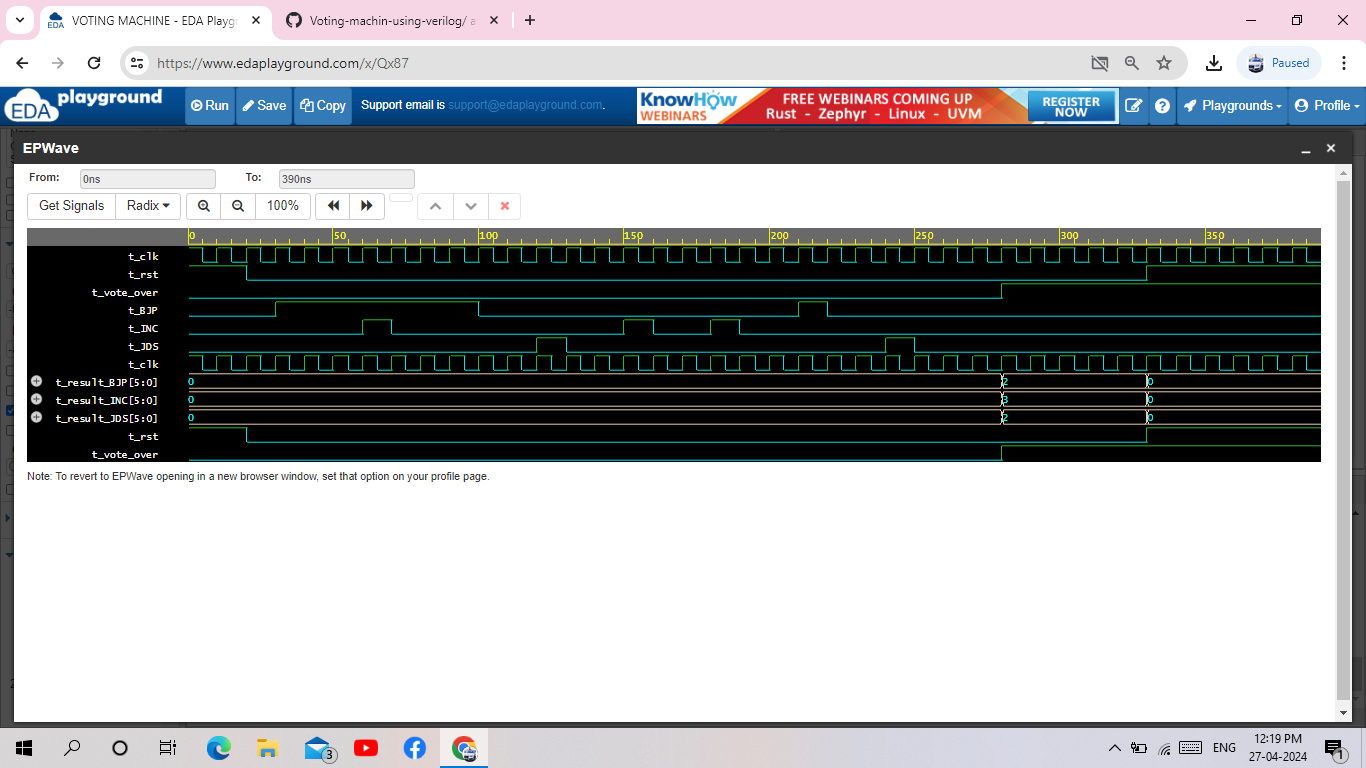 VOTING MACHINE - EDA Playgr
Voting-machin-using-verilog/
https://www.edaplayground.com/x/Qx87
Paused
EDA playground
Run
Save
Copy
Support email is support@edaplayground.com.
KnowHow WEBINARS
FREE WEBINARS COMING UP
Rust - Zephyr - Linux - UVM
REGISTER NOW
Playgrounds
Profile
EPWave
From: 0ns To: 390ns
Get Signals Radix 100%
0 50 100 150 200 250 300 350
t_clk
t_rst
t_vote_over
t_BJP
t_INC
t_JDS
t_clk
t_result_BJP[5:0] 0 2 0
t_result_INC[5:0] 0 3 0
t_result_JDS[5:0] 0 2 0
t_rst
t_vote_over
Note: To revert to EPWave opening in a new browser window, set that option on your profile page.
3
ENG
12:19 PM
27-04-2024
1